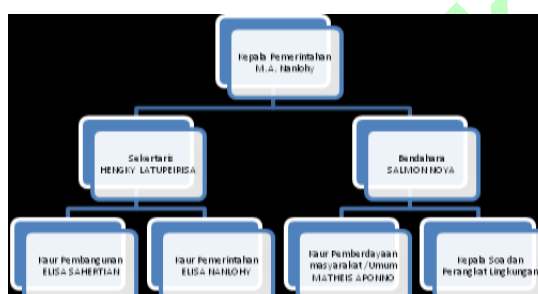 Kepala Pemerintahan
M.A. Nanlohy
Sekertaris
HENGKY LATUPEIRISA
Bendahara
SALMON NOYA
Kaur Pembangunan
ELISA SAHERTIAN
Kaur Pemerintahan
ELISA NANLOHY
Kaur Pemberdayaan
masyarakat /Umum
MATHEIS APONNO
Kepala Soa dan
Perangkat Lingkungan